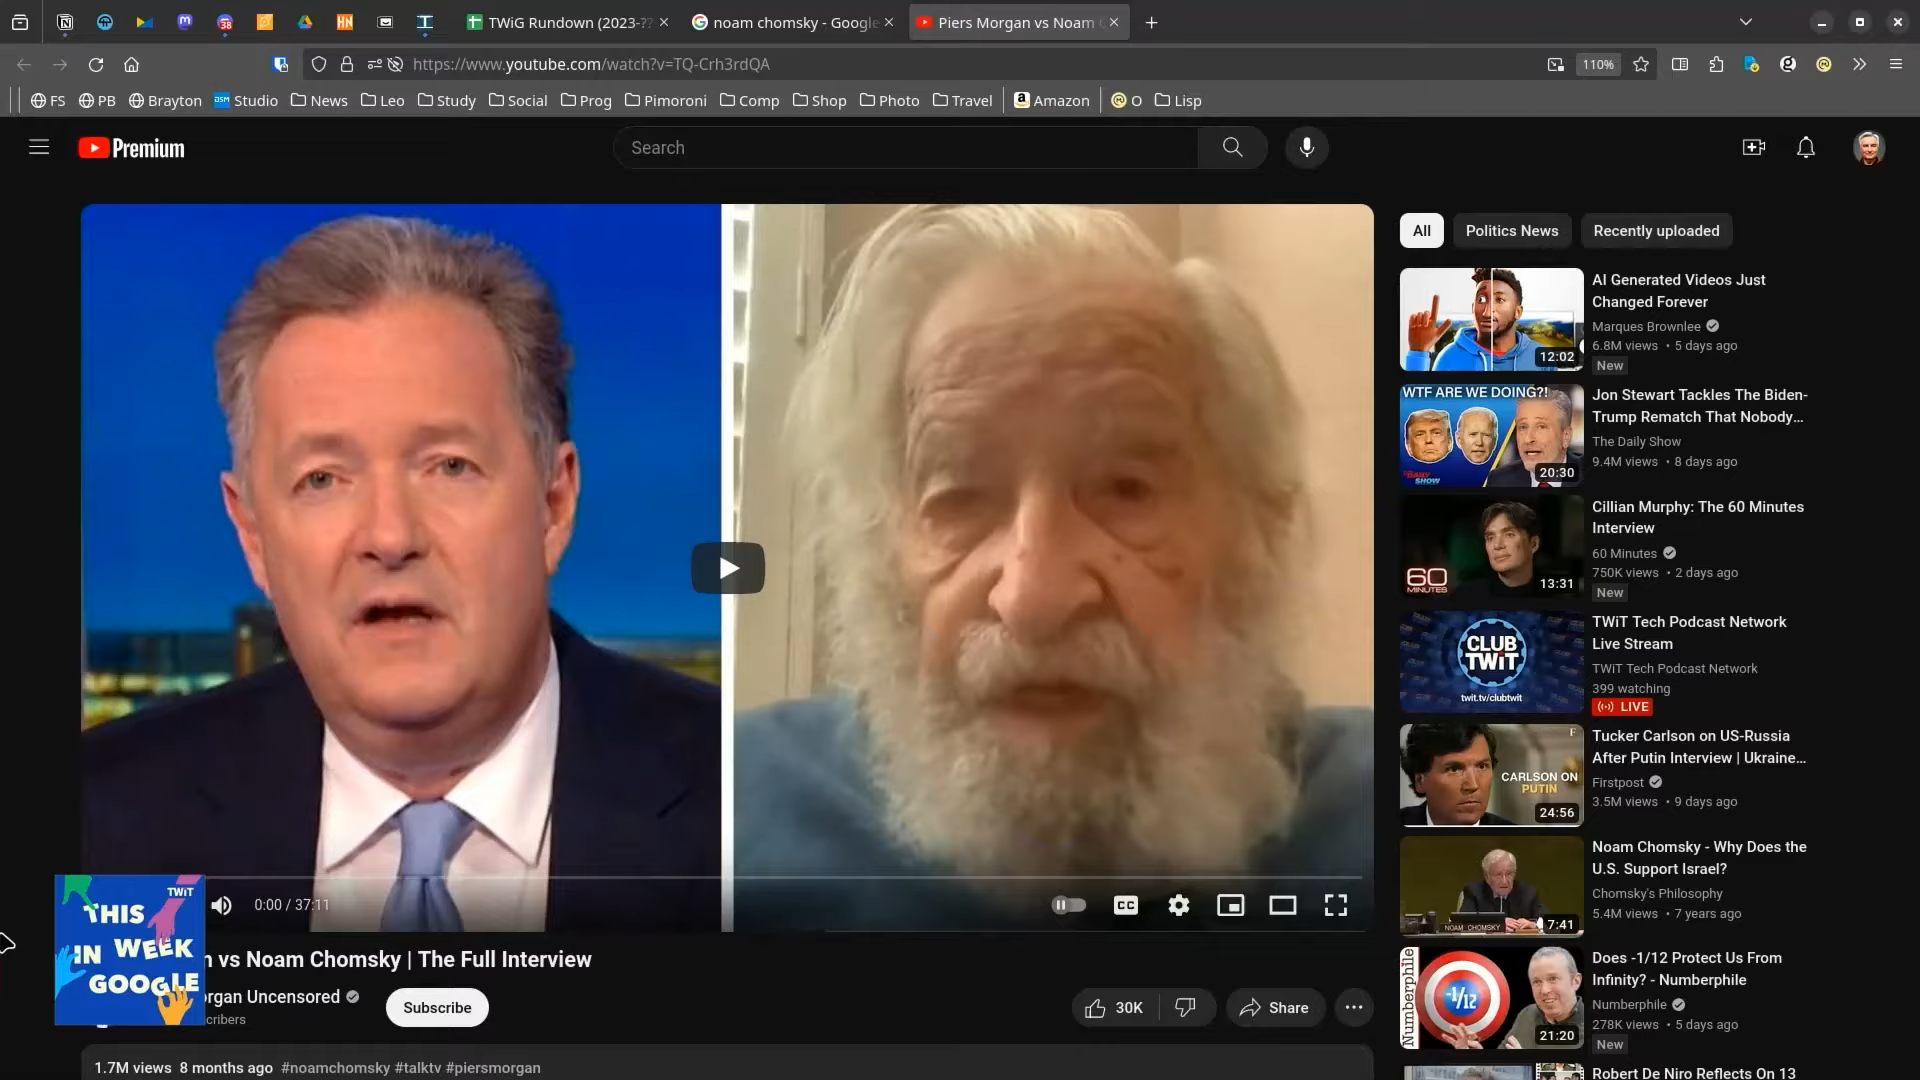 TWiG Rundown (2023-??
noam chomsky - Google
Piers Morgan vs Noam
38
https://www.youtube.com/watch?v=TQ-Crh3rdQA
110%
FS PB Brayton DSM Studio News Leo Study Social Prog Pimoroni Comp Shop Photo Travel Amazon O Lisp
Premium
Search
All
Politics News
Recently uploaded
AI Generated Videos Just
Changed Forever
Marques Brownlee
6.8M views • 5 days ago
New
12:02
WTF ARE WE DOING?!
THE DAILY
SHOW
20:30
Jon Stewart Tackles The Biden-
Trump Rematch That Nobody...
The Daily Show
9.4M views • 8 days ago
60
MINUTES
13:31
Cillian Murphy: The 60 Minutes
Interview
60 Minutes
750K views • 2 days ago
New
CLUB
TWiT
twit.tv/clubtwit
TWiT Tech Podcast Network
Live Stream
TWiT Tech Podcast Network
399 watching
LIVE
F
CARLSON ON
PUTIN
24:56
Tucker Carlson on US-Russia
After Putin Interview | Ukraine...
Firstpost
3.5M views • 9 days ago
NOAM CHOMSKY
7:41
Noam Chomsky - Why Does the
U.S. Support Israel?
Chomsky's Philosophy
5.4M views • 7 years ago
Numberphile
-1/12
21:20
Does -1/12 Protect Us From
Infinity? - Numberphile
Numberphile
278K views • 5 days ago
New
Robert De Niro Reflects On 13
0:00 / 37:11
CC
TWiT
THIS
IN WEEK
GOOGLE
n vs Noam Chomsky | The Full Interview
organ Uncensored
cribers
Subscribe
30K
Share
1.7M views 8 months ago #noamchomsky #talktv #piersmorgan